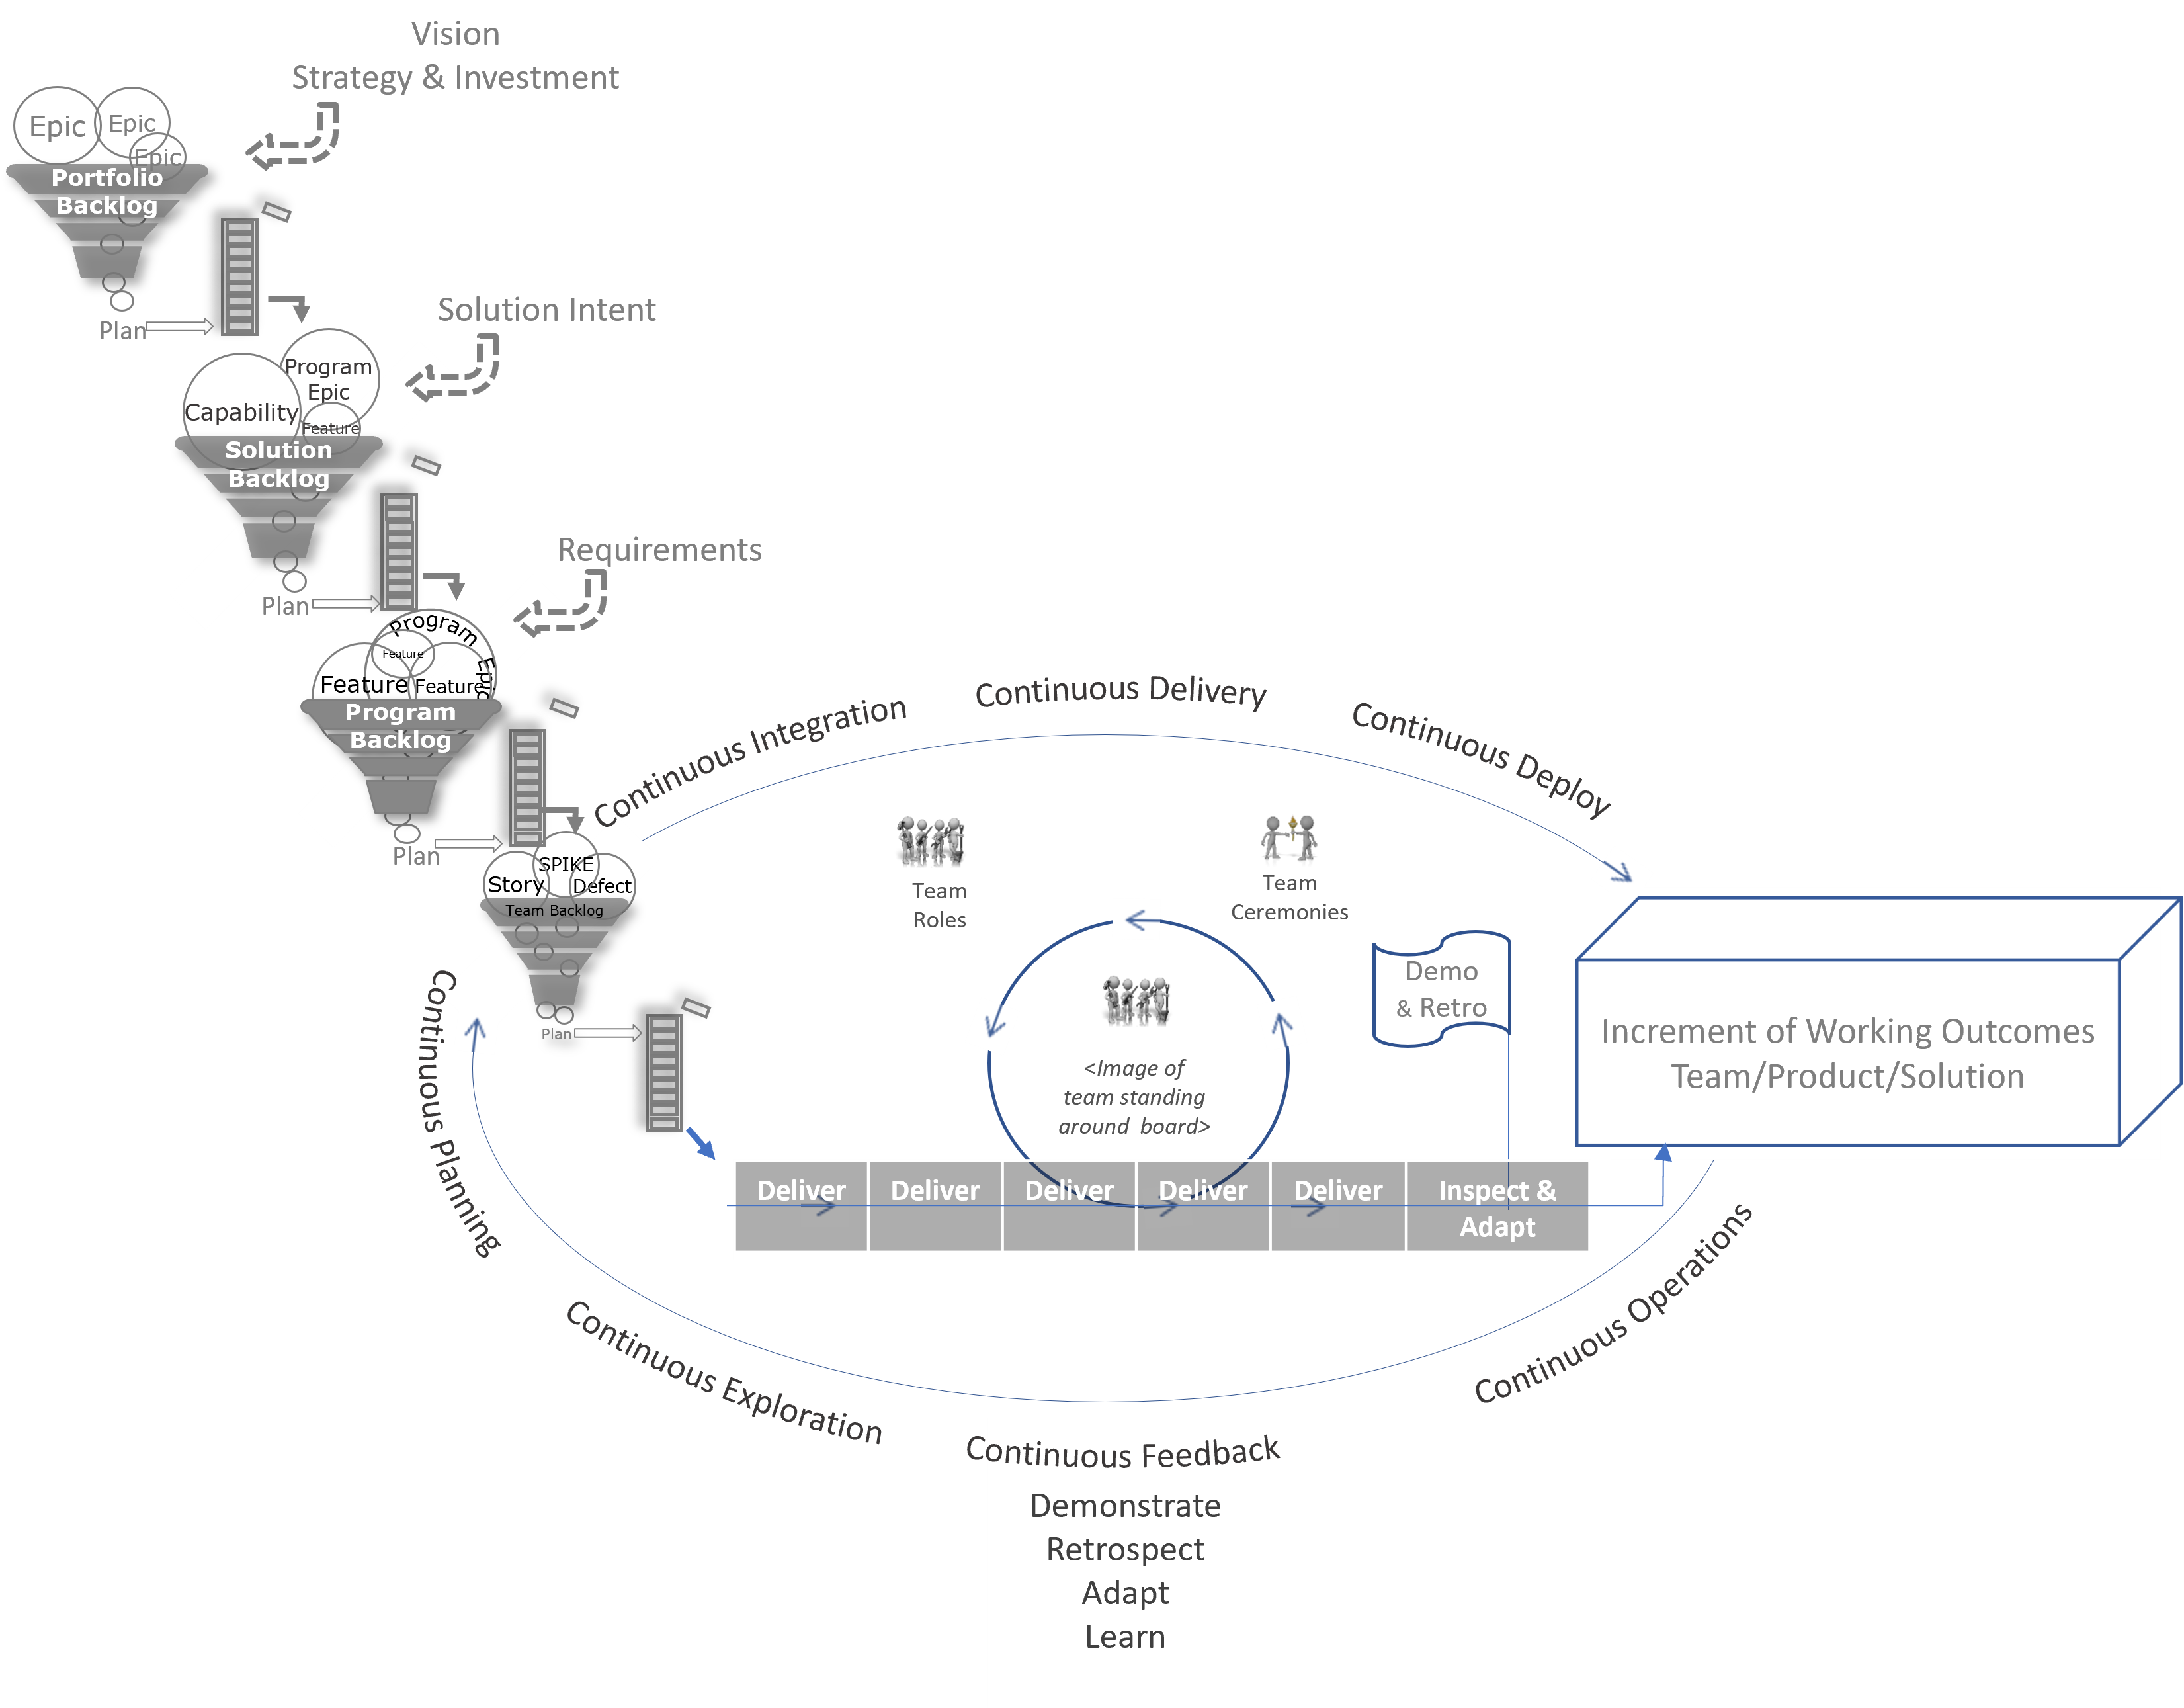 Vision
Strategy & Investment
Epic
Epic
Epic
Portfolio
Backlog
Plan
Solution Intent
Program
Epic
Capability
Feature
Solution
Backlog
Plan
Requirements
Program Epic
Feature
Feature
Feature
Program
Backlog
Plan
SPIKE
Story
Defect
Team Backlog
Plan
Continuous Integration
Continuous Delivery
Continuous Deploy
Team
Roles
Team
Ceremonies
Demo
& Retro
<Image of
team standing
around board>
Increment of Working Outcomes
Team/Product/Solution
Deliver
Deliver
Deliver
Deliver
Deliver
Inspect &
Adapt
Continuous Planning
Continuous Exploration
Continuous Operations
Continuous Feedback
Demonstrate
Retrospect
Adapt
Learn